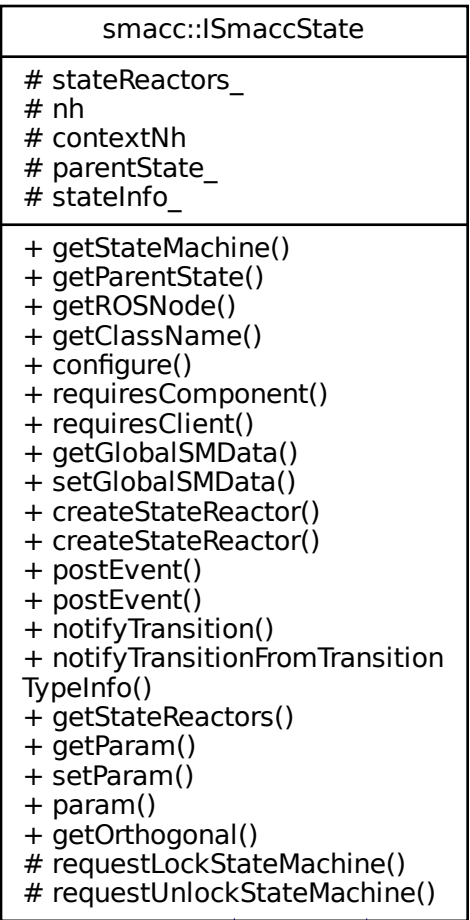 smacc::ISmaccState
# stateReactors_
# nh
# contextNh
# parentState_
# stateInfo_
+ getStateMachine()
+ getParentState()
+ getROSNode()
+ getClassName()
+ configure()
+ requiresComponent()
+ requiresClient()
+ getGlobalSMData()
+ setGlobalSMData()
+ createStateReactor()
+ createStateReactor()
+ postEvent()
+ postEvent()
+ notifyTransition()
+ notifyTransitionFromTransition
TypeInfo()
+ getStateReactors()
+ getParam()
+ setParam()
+ param()
+ getOrthogonal()
# requestLockStateMachine()
# requestUnlockStateMachine()